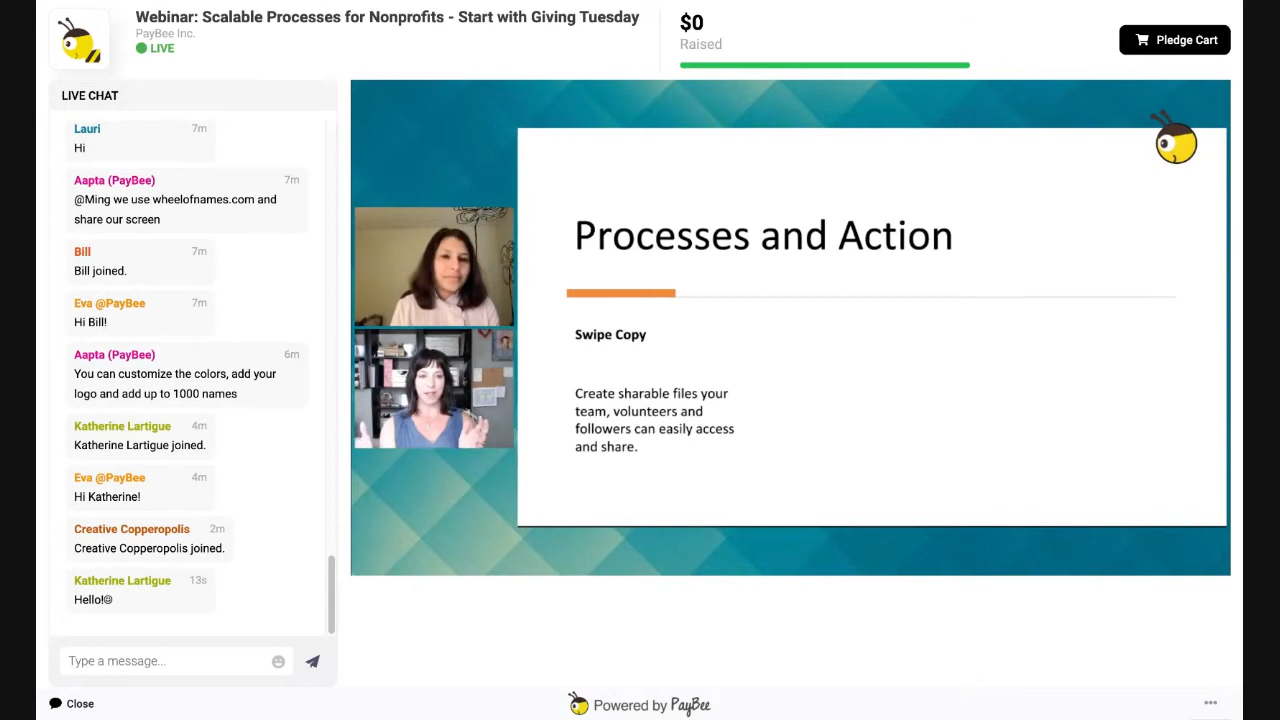 Webinar: Scalable Processes for Nonprofits - Start with Giving Tuesday
PayBee Inc.
LIVE
$0
Raised
Pledge Cart
LIVE CHAT
Lauri 7m
Hi
Aapta (PayBee) 7m
@Ming we use wheelofnames.com and
share our screen
Bill 7m
Bill joined.
Eva @PayBee 7m
Hi Bill!
Aapta (PayBee) 6m
You can customize the colors, add your
logo and add up to 1000 names
Katherine Lartigue 4m
Katherine Lartigue joined.
Eva @PayBee 4m
Hi Katherine!
Creative Copperopolis 2m
Creative Copperopolis joined.
Katherine Lartigue 13s
Hello!☺
Type a message...
Close
Processes and Action
Swipe Copy
Create sharable files your
team, volunteers and
followers can easily access
and share.
Powered by PayBee